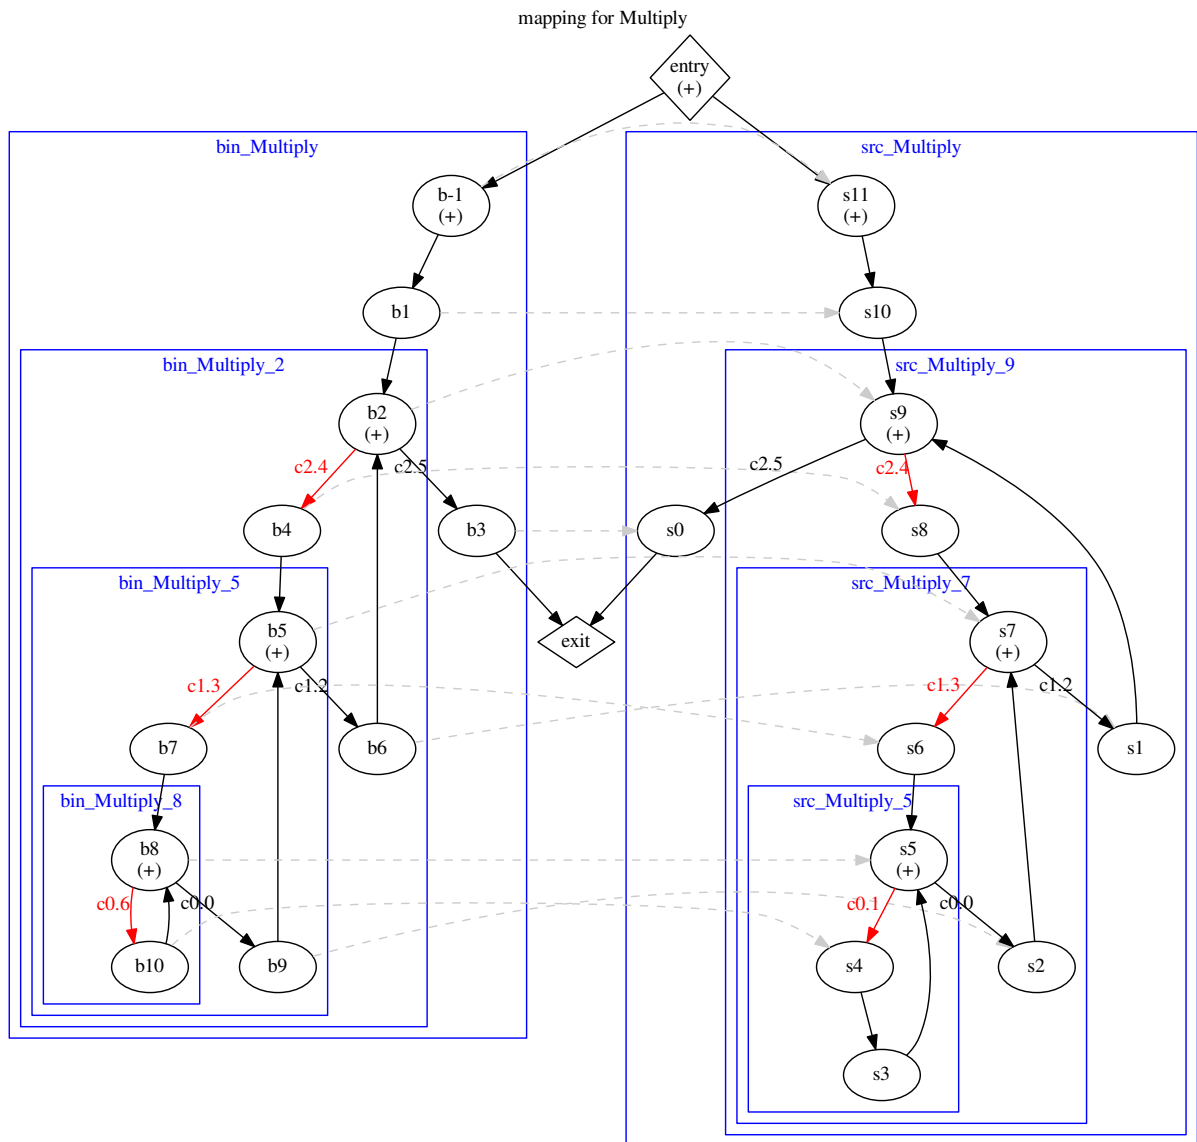 mapping for Multiply
entry
(+)
bin_Multiply
src_Multiply
b-1
(+)
s11
(+)
b1
s10
bin_Multiply_2
src_Multiply_9
b2
(+)
s9
(+)
c2.4
c2.5
c2.5
c2.4
b4
b3
s0
s8
bin_Multiply_5
src_Multiply_7
b5
(+)
exit
s7
(+)
c1.3
c1.2
c1.3
c1.2
b7
b6
s6
s1
bin_Multiply_8
src_Multiply_5
b8
(+)
s5
(+)
c0.6
c0.0
c0.1
c0.0
b10
b9
s4
s2
s3